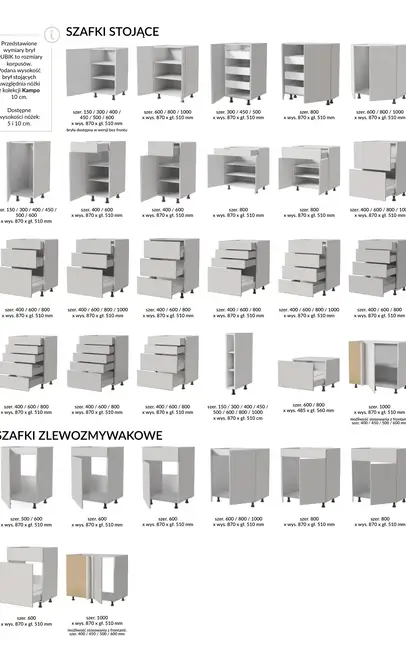 SZAFKI STOJĄCE
Przedstawione
wymiary brył
KUBIK to rozmiary
korpusów.
Podana wysokość
brył stojących
uwzględnia nóżki
z kolekcji Kampo
10 cm.
Dostępne
wysokości nóżek:
5 i 10 cm.
szer. 150 / 300 / 400 /
450 / 500 / 600
x wys. 870 x gł. 510 mm
bryła dostępna w wersji bez frontu
szer. 600 / 800 / 1000
x wys. 870 x gł. 510 mm
szer. 300 / 450 / 500
x wys. 870 x gł. 510 mm
szer. 800
x wys. 870 x gł. 510 mm
szer. 600 / 800 / 1000
x wys. 870 x gł. 510 mm
szer. 150 / 300 / 400 / 450 /
500 / 600
x wys. 870 x gł. 510 mm
szer. 400 / 600
x wys. 870 x gł. 510 mm
szer. 400 / 600
x wys. 870 x gł. 510 mm
szer. 800
x wys. 870 x gł. 510 mm
szer. 800
x wys. 870 x gł. 510 mm
szer. 400 / 600 / 800 / 1000
x wys. 870 x gł. 510 mm
szer. 400 / 600 / 800
x wys. 870 x gł. 510 mm
szer. 400 / 600 / 800 / 1000
x wys. 870 x gł. 510 mm
szer. 400 / 600 / 800
x wys. 870 x gł. 510 mm
szer. 400 / 600 / 800
x wys. 870 x gł. 510 mm
szer. 400 / 600 / 800
x wys. 870 x gł. 510 mm
szer. 400 / 600 / 800
x wys. 870 x gł. 510 mm
szer. 400 / 600 / 800
x wys. 870 x gł. 510 mm
szer. 400 / 600 / 800
x wys. 870 x gł. 510 mm
szer. 400 / 600 / 800
x wys. 870 x gł. 510 mm
szer. 150 / 300 / 400 / 450 /
500 / 600 / 800 / 1000
x wys. 870 x gł. 510 cm
szer. 600 / 800
x wys. 485 x gł. 560 mm
szer. 1000
x wys. 870 x gł. 510 mm
możliwość stosowania z frontami
szer. 400 / 450 / 500 / 600 mm
SZAFKI ZLEWOZMYWAKOWE
szer. 500 / 600
x wys. 870 x gł. 510 mm
szer. 600
x wys. 870 x gł. 510 mm
szer. 600
x wys. 870 x gł. 510 mm
szer. 600 / 800 / 1000
x wys. 870 x gł. 510 mm
szer. 800
x wys. 870 x gł. 510 mm
szer. 800
x wys. 870 x gł. 510 mm
szer. 600
x wys. 870 x gł. 510 mm
szer. 1000
x wys. 870 x gł. 510 mm
możliwość stosowania z frontami
szer. 400 / 450 / 500 / 600 mm